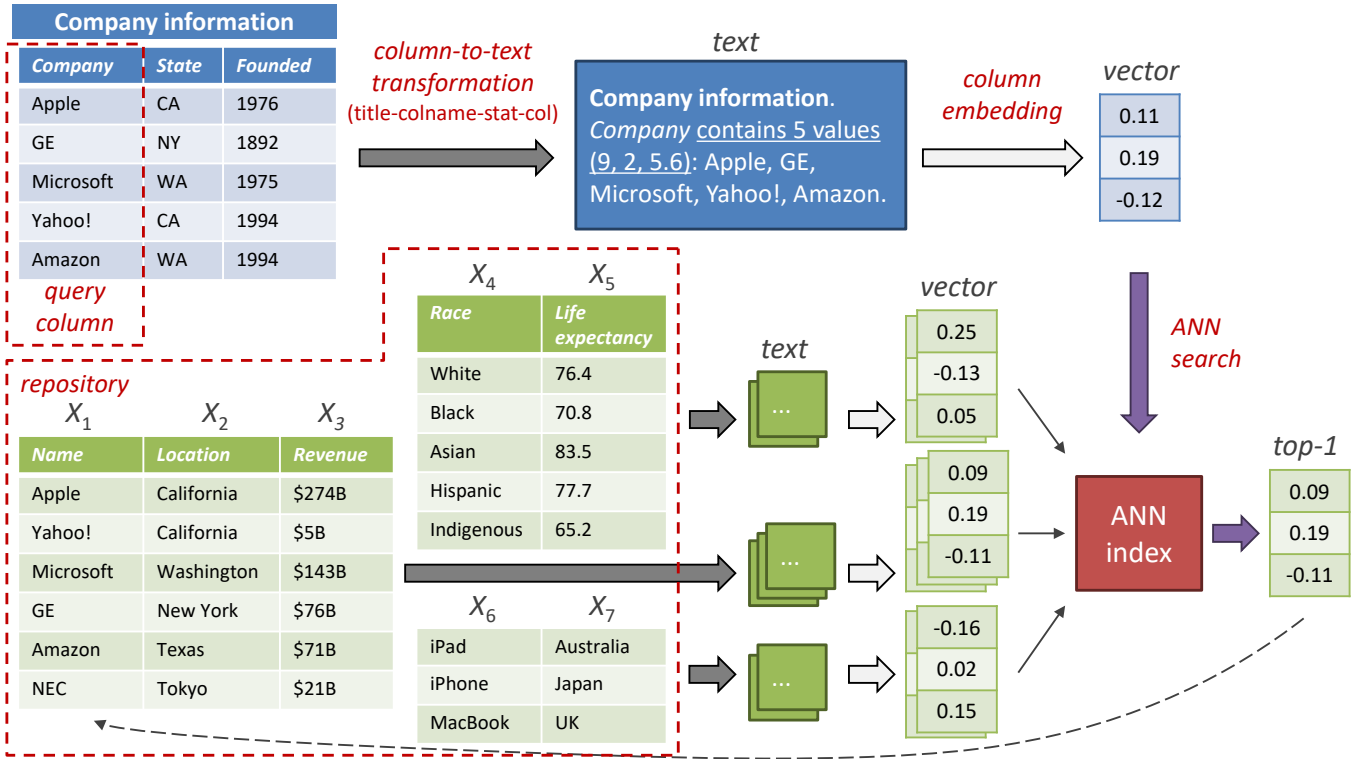 Company information
Company State Founded
Apple CA 1976
GE NY 1892
Microsoft WA 1975
Yahoo! CA 1994
Amazon WA 1994
query
column
column-to-text
transformation
(title-colname-stat-col)
text
Company information.
Company contains 5 values
(9, 2, 5.6): Apple, GE,
Microsoft, Yahoo!, Amazon.
column
embedding
vector
0.11
0.19
-0.12
ANN
search
repository
X1 X2 X3
Name Location Revenue
Apple California $274B
Yahoo! California $5B
Microsoft Washington $143B
GE New York $76B
Amazon Texas $71B
NEC Tokyo $21B
X4 X5
Race Life
expectancy
White 76.4
Black 70.8
Asian 83.5
Hispanic 77.7
Indigenous 65.2
X6 X7
iPad Australia
iPhone Japan
MacBook UK
text
...
...
...
vector
0.25
-0.13
0.05
0.09
0.19
-0.11
-0.16
0.02
0.15
ANN
index
top-1
0.09
0.19
-0.11